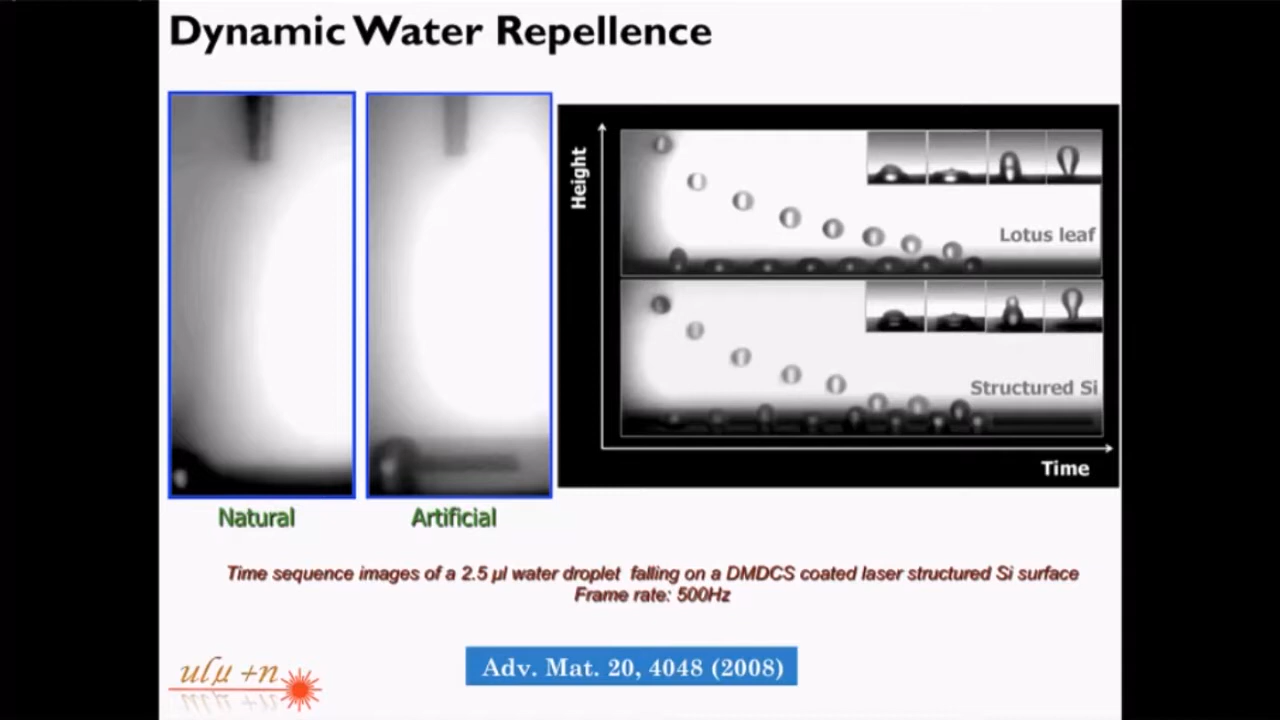 Dynamic Water Repellence
Height
Lotus leaf
Structured Si
Time
Natural
Artificial
Time sequence images of a 2.5 μl water droplet falling on a DMDCS coated laser structured Si surface
Frame rate: 500Hz
ulμ +n
Adv. Mat. 20, 4048 (2008)